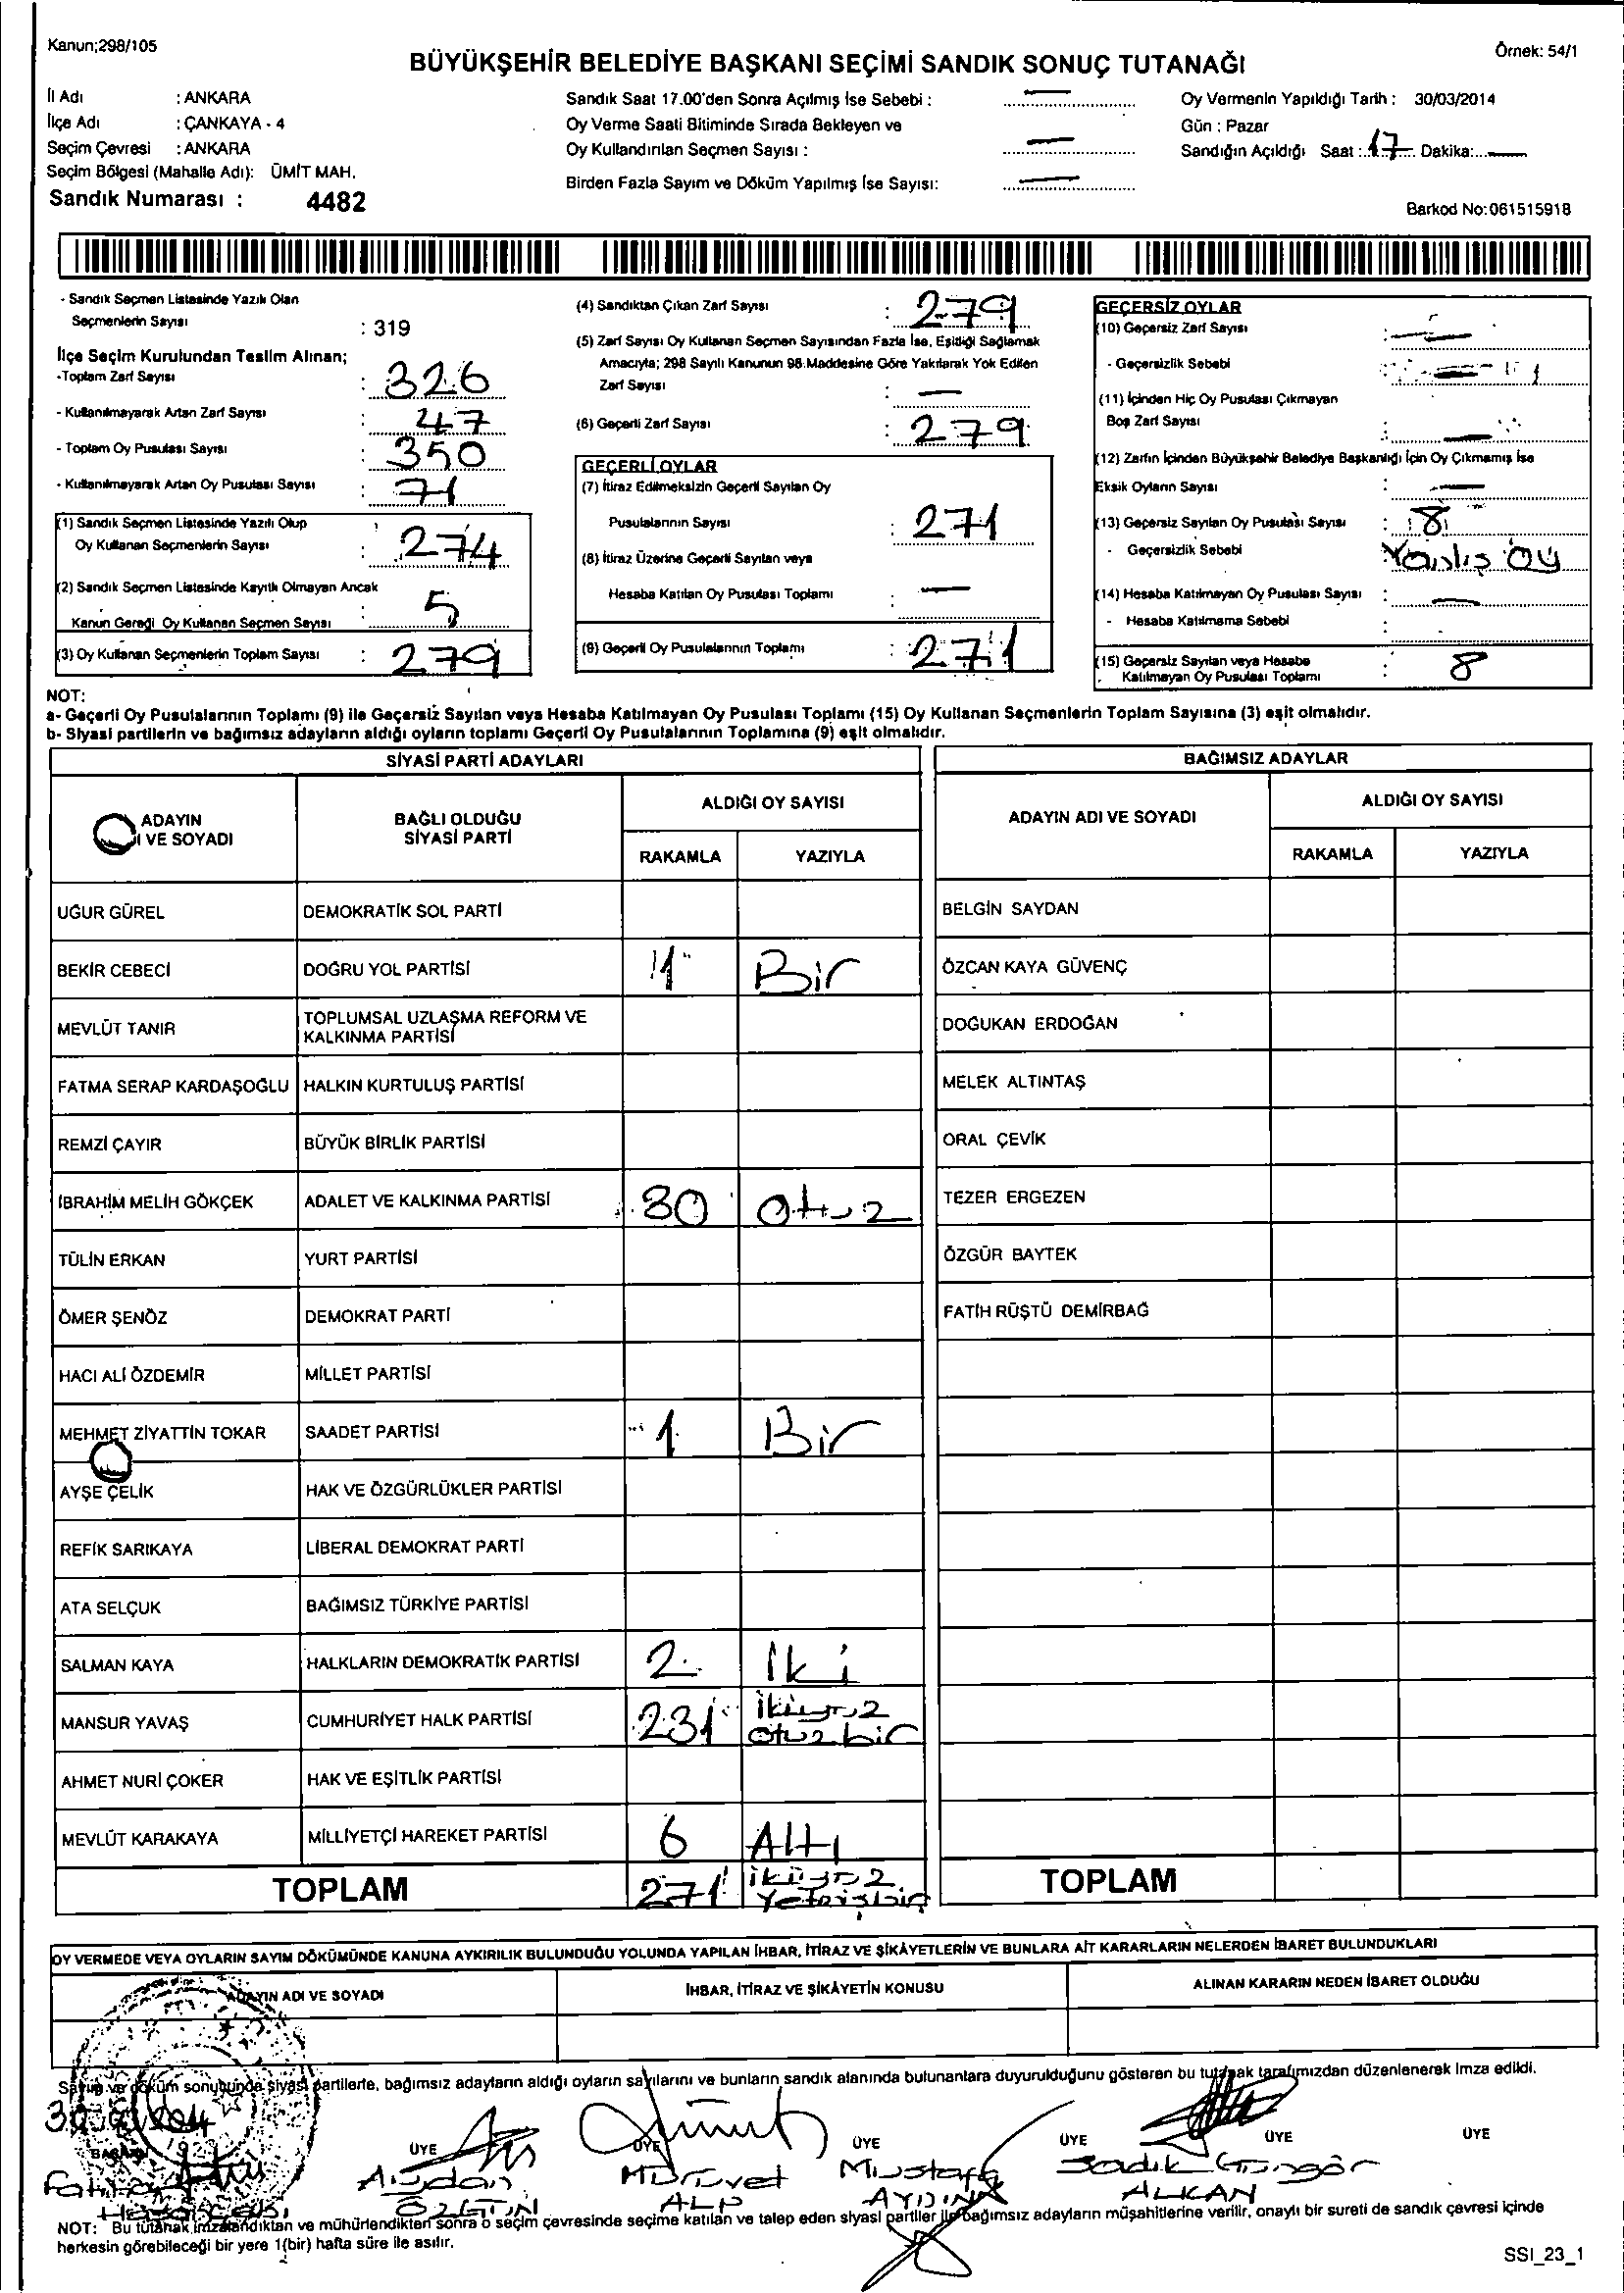 Kanun;298/105
Örnek: 54/1
BÜYÜKŞEHİR BELEDİYE BAŞKANI SEÇİMİ SANDIK SONUÇ TUTANAĞI
İl Adı : ANKARA
İlçe Adı : ÇANKAYA - 4
Seçim Çevresi : ANKARA
Seçim Bölgesi (Mahalle Adı): ÜMİT MAH.
Sandık Numarası : 4482
Sandık Saat 17.00'den Sonra Açılmış İse Sebebi : —
Oy Verme Saati Bitiminde Sırada Bekleyen ve
Oy Kullandırılan Seçmen Sayısı : —
Birden Fazla Sayım ve Döküm Yapılmış İse Sayısı: —
Oy Vermenin Yapıldığı Tarih : 30/03/2014
Gün : Pazar
Sandığın Açıldığı Saat : 17 Dakika: —
Barkod No:061515918
- Sandık Seçmen Listesinde Yazılı Olan
Seçmenlerin Sayısı : 319
İlçe Seçim Kurulundan Teslim Alınan;
-Toplam Zarf Sayısı : 326
- Kullanılmayarak Artan Zarf Sayısı : 47
- Toplam Oy Pusulası Sayısı : 350
- Kullanılmayarak Artan Oy Pusulası Sayısı : 71
(1) Sandık Seçmen Listesinde Yazılı Olup
Oy Kullanan Seçmenlerin Sayısı : 274
(2) Sandık Seçmen Listesinde Kayıtlı Olmayan Ancak
Kanun Gereği Oy Kullanan Seçmen Sayısı : 5
(3) Oy Kullanan Seçmenlerin Toplam Sayısı : 279
(4) Sandıktan Çıkan Zarf Sayısı : 279
(5) Zarf Sayısı Oy Kullanan Seçmen Sayısından Fazla İse, Eşitliği Sağlamak
Amacıyla; 298 Sayılı Kanunun 98.Maddesine Göre Yakılarak Yok Edilen
Zarf Sayısı : —
(6) Geçerli Zarf Sayısı : 279
GEÇERLİ OYLAR
(7) İtiraz Edilmeksizin Geçerli Sayılan Oy
Pusulalarının Sayısı : 271
(8) İtiraz Üzerine Geçerli Sayılan veya
Hesaba Katılan Oy Pusulası Toplamı : —
(9) Geçerli Oy Pusulalarının Toplamı : 271
GEÇERSİZ OYLAR
(10) Geçersiz Zarf Sayısı : —
- Geçersizlik Sebebi : —
(11) İçinden Hiç Oy Pusulası Çıkmayan
Boş Zarf Sayısı : —
(12) Zarfın İçinden Büyükşehir Belediye Başkanlığı İçin Oy Çıkmamış İse
Eksik Oyların Sayısı : —
(13) Geçersiz Sayılan Oy Pusulası Sayısı : 8
- Geçersizlik Sebebi Yanlış Oy
(14) Hesaba Katılmayan Oy Pusulası Sayısı : —
- Hesaba Katılmama Sebebi :
(15) Geçersiz Sayılan veya Hesaba
Katılmayan Oy Pusulası Toplamı : 8
NOT:
a- Geçerli Oy Pusulalarının Toplamı (9) ile Geçersiz Sayılan veya Hesaba Katılmayan Oy Pusulası Toplamı (15) Oy Kullanan Seçmenlerin Toplam Sayısına (3) eşit olmalıdır.
b- Siyasi partilerin ve bağımsız adayların aldığı oyların toplamı Geçerli Oy Pusulalarının Toplamına (9) eşit olmalıdır.
SİYASİ PARTİ ADAYLARI
ADAYIN
I VE SOYADI
BAĞLI OLDUĞU
SİYASİ PARTİ
ALDIĞI OY SAYISI
RAKAMLA YAZIYLA
UĞUR GÜREL DEMOKRATİK SOL PARTİ
BEKİR CEBECİ DOĞRU YOL PARTİSİ 1 Bir
MEVLÜT TANIR TOPLUMSAL UZLAŞMA REFORM VE
KALKINMA PARTİSİ
FATMA SERAP KARDAŞOĞLU HALKIN KURTULUŞ PARTİSİ
REMZİ ÇAYIR BÜYÜK BİRLİK PARTİSİ
İBRAHİM MELİH GÖKÇEK ADALET VE KALKINMA PARTİSİ 30 Otuz
TÜLİN ERKAN YURT PARTİSİ
ÖMER ŞENÖZ DEMOKRAT PARTİ
HACI ALİ ÖZDEMİR MİLLET PARTİSİ
MEHMET ZİYATTİN TOKAR SAADET PARTİSİ 1 Bir
AYŞE ÇELİK HAK VE ÖZGÜRLÜKLER PARTİSİ
REFİK SARIKAYA LİBERAL DEMOKRAT PARTİ
ATA SELÇUK BAĞIMSIZ TÜRKİYE PARTİSİ
SALMAN KAYA HALKLARIN DEMOKRATİK PARTİSİ 2 İki
MANSUR YAVAŞ CUMHURİYET HALK PARTİSİ 231 ikiyüz
otuzbir
AHMET NURİ ÇOKER HAK VE EŞİTLİK PARTİSİ
MEVLÜT KARAKAYA MİLLİYETÇİ HAREKET PARTİSİ 6 Altı
TOPLAM 271 ikiyüz
yetmişbir
BAĞIMSIZ ADAYLAR
ADAYIN ADI VE SOYADI
ALDIĞI OY SAYISI
RAKAMLA YAZIYLA
BELGİN SAYDAN
ÖZCAN KAYA GÜVENÇ
DOĞUKAN ERDOĞAN
MELEK ALTINTAŞ
ORAL ÇEVİK
TEZER ERGEZEN
ÖZGÜR BAYTEK
FATİH RÜŞTÜ DEMİRBAĞ
TOPLAM
OY VERMEDE VEYA OYLARIN SAYIM DÖKÜMÜNDE KANUNA AYKIRILIK BULUNDUĞU YOLUNDA YAPILAN İHBAR, İTİRAZ VE ŞİKÂYETLERİN VE BUNLARA AİT KARARLARIN NELERDEN İBARET BULUNDUKLARI
ADAYIN ADI VE SOYADI
İHBAR, İTİRAZ VE ŞİKÂYETİN KONUSU
ALINAN KARARIN NEDEN İBARET OLDUĞU
Sayım ve döküm sonucunda siyasi partilerle, bağımsız adayların aldığı oyların sayılarını ve bunların sandık alanında bulunanlara duyurulduğunu gösteren bu tutanak tarafımızdan düzenlenerek imza edildi.
BAŞKAN ÜYE ÜYE ÜYE ÜYE ÜYE ÜYE
Aydan Mürüvet Mustafa Sadık Güngör
ALP AYDIN ALKAN
NOT: Bu tutanak imzalandıktan ve mühürlendikten sonra o seçim çevresinde seçime katılan ve talep eden siyasi partiler ile bağımsız adayların müşahitlerine verilir, onaylı bir sureti de sandık çevresi içinde
herkesin görebileceği bir yere 1(bir) hafta süre ile asılır.
SSI_23_1